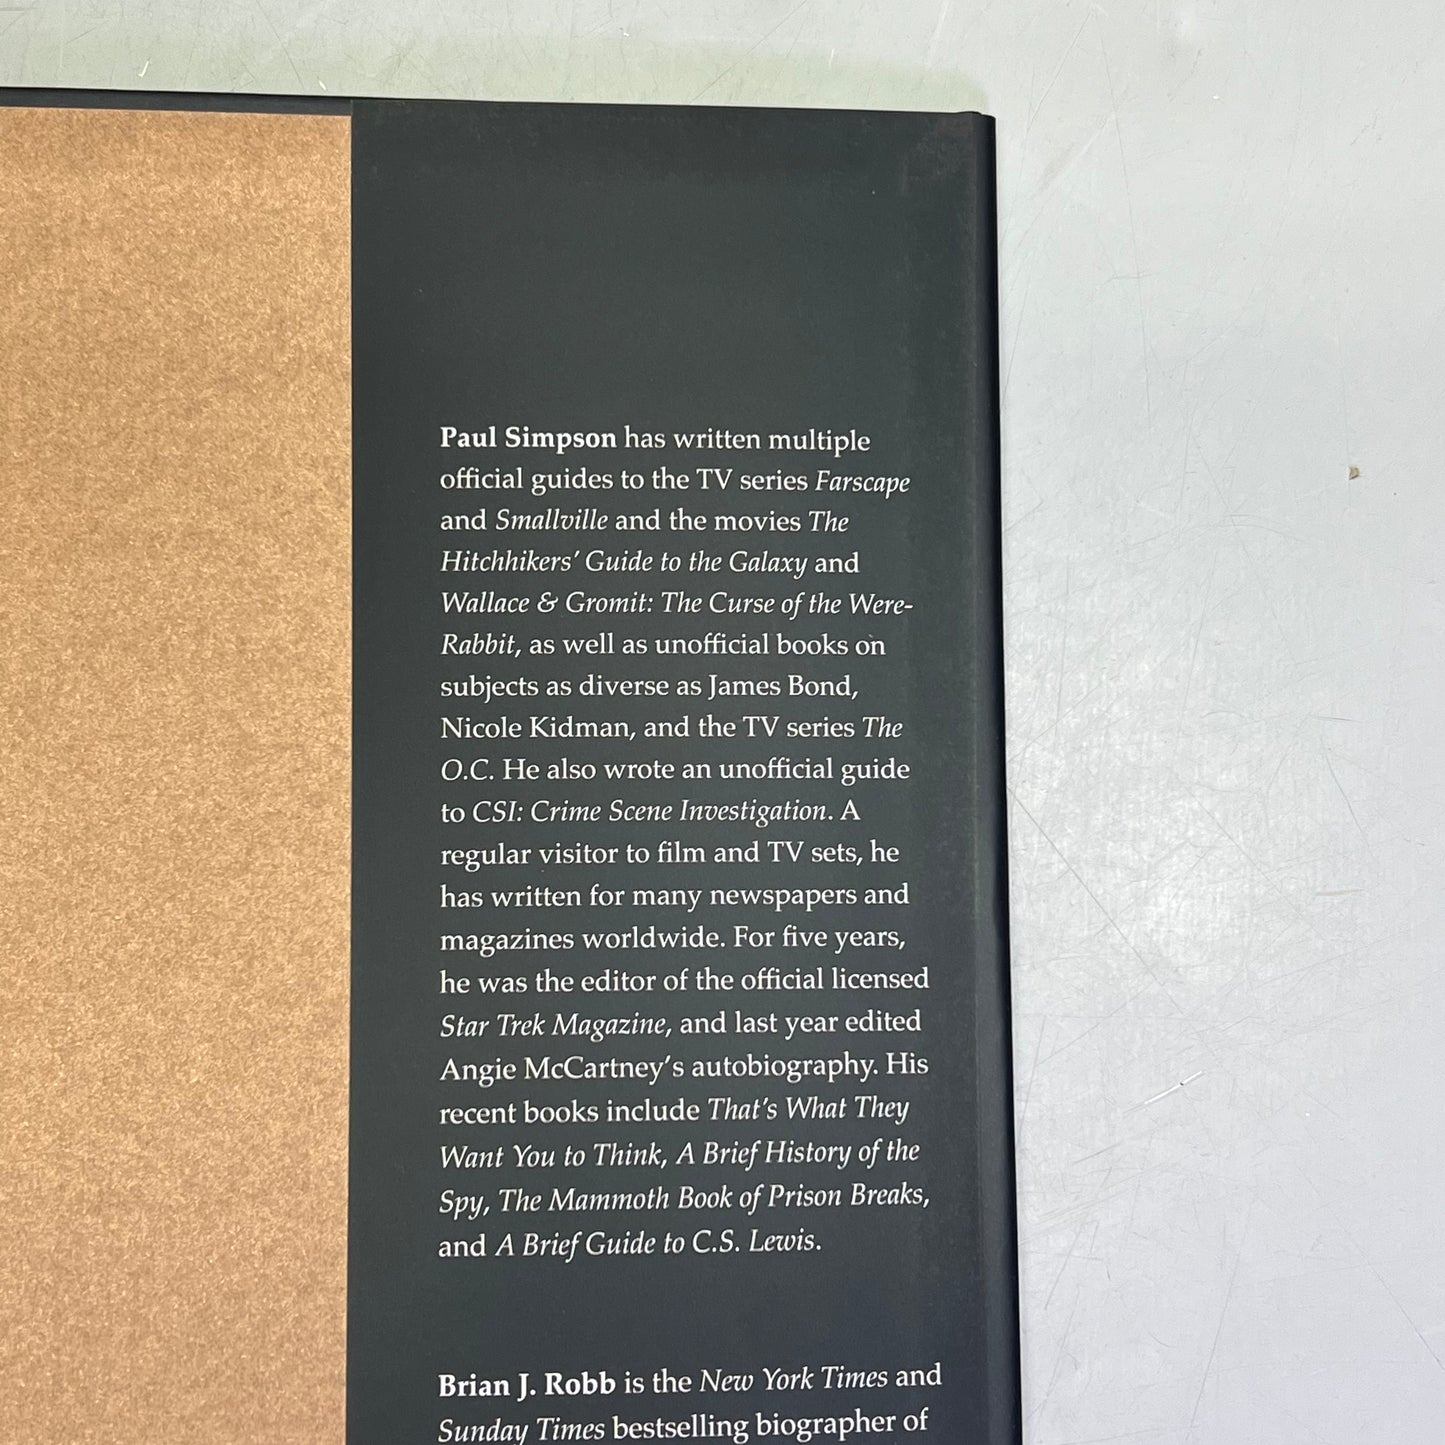 Paul Simpson has written multiple
official guides to the TV series Farscape
and Smallville and the movies The
Hitchhikers' Guide to the Galaxy and
Wallace & Gromit: The Curse of the Were-
Rabbit, as well as unofficial books on
subjects as diverse as James Bond,
Nicole Kidman, and the TV series The
O.C. He also wrote an unofficial guide
to CSI: Crime Scene Investigation. A
regular visitor to film and TV sets, he
has written for many newspapers and
magazines worldwide. For five years,
he was the editor of the official licensed
Star Trek Magazine, and last year edited
Angie McCartney's autobiography. His
recent books include That's What They
Want You to Think, A Brief History of the
Spy, The Mammoth Book of Prison Breaks,
and A Brief Guide to C.S. Lewis.
Brian J. Robb is the New York Times and
Sunday Times bestselling biographer of